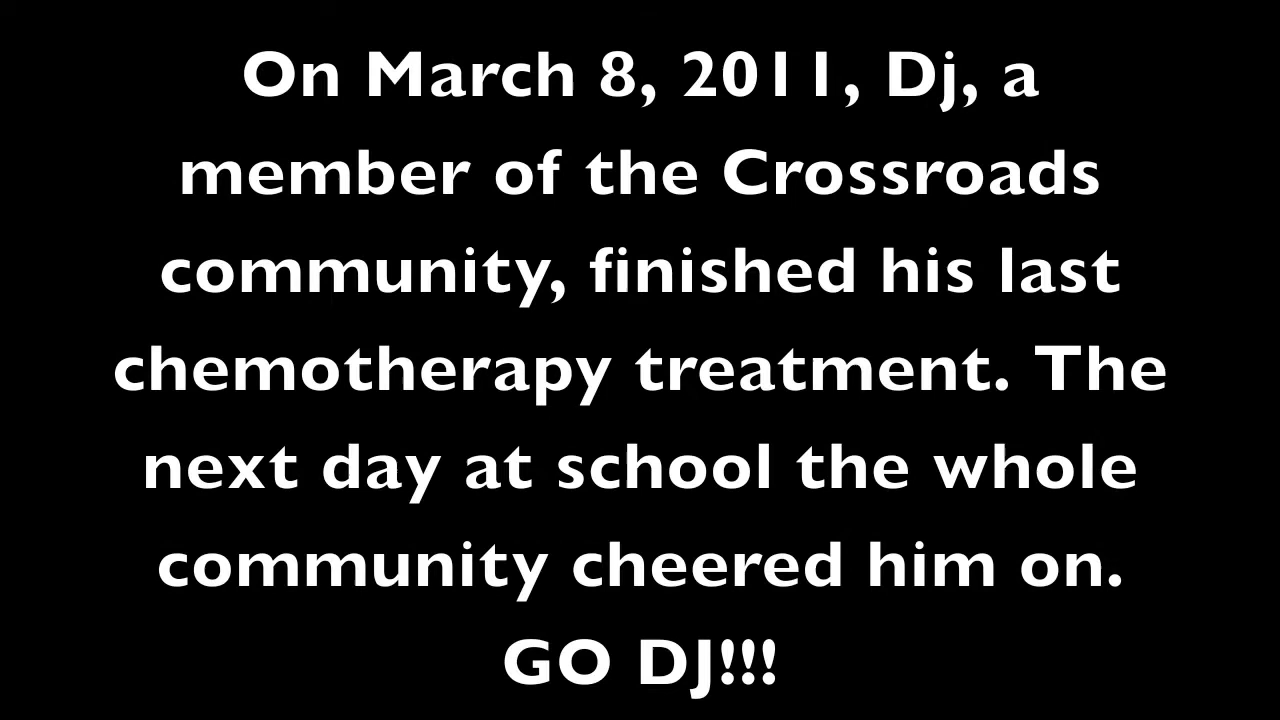 On March 8, 2011, Dj, a
member of the Crossroads
community, finished his last
chemotherapy treatment. The
next day at school the whole
community cheered him on.
GO DJ!!!